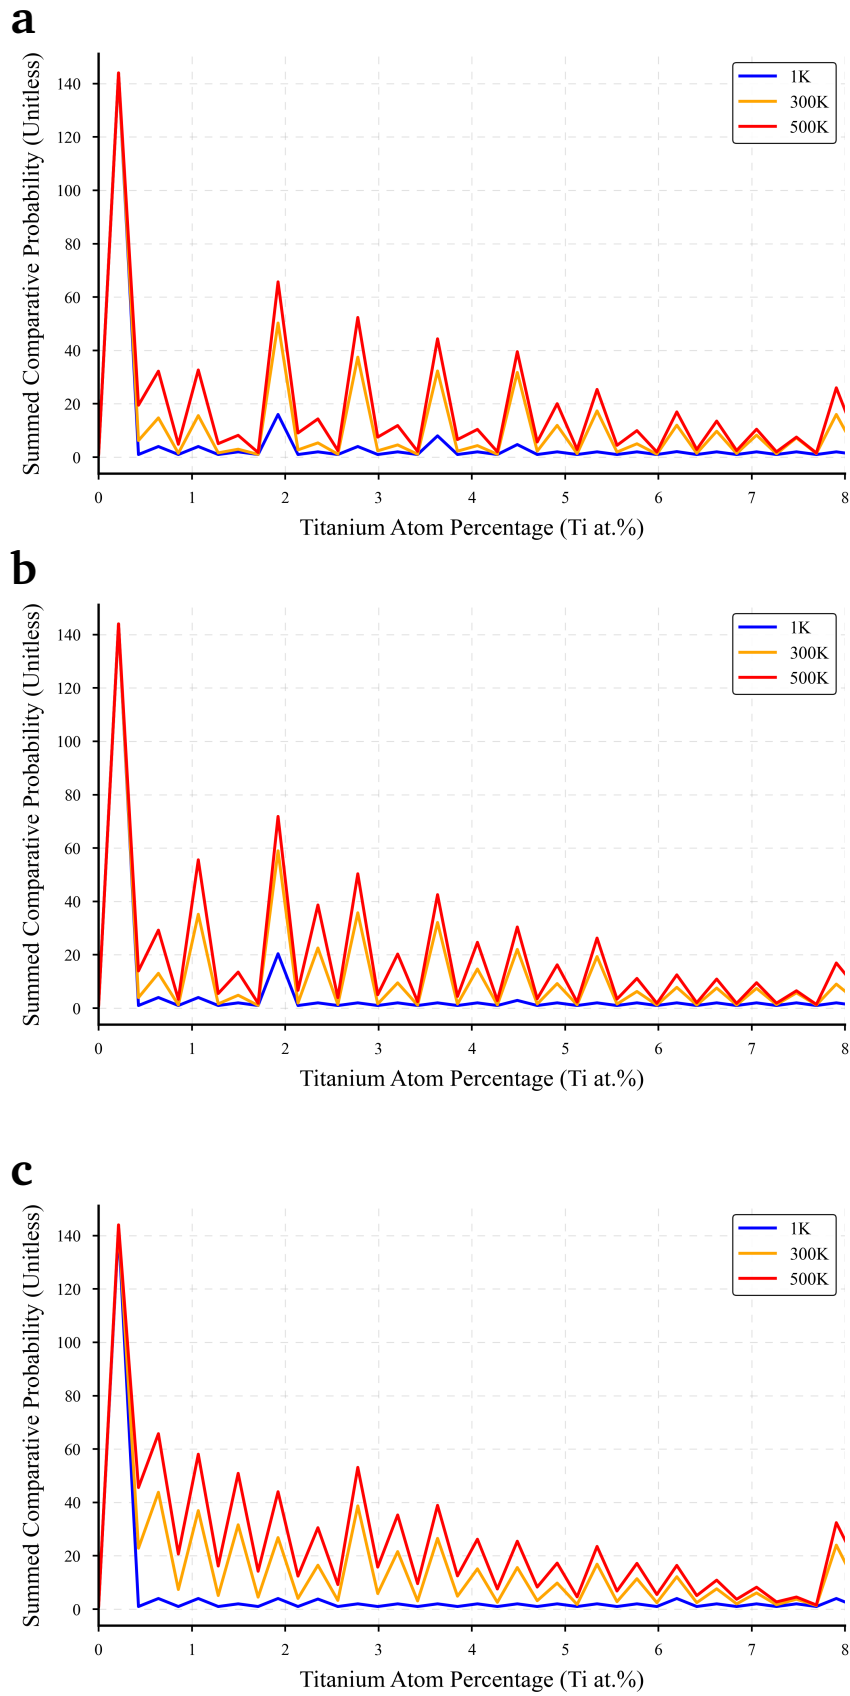 a
Summed Comparative Probability (Unitless)
140
120
100
80
60
40
20
0
1K
300K
500K
0 1 2 3 4 5 6 7 8
Titanium Atom Percentage (Ti at.%)
b
Summed Comparative Probability (Unitless)
140
120
100
80
60
40
20
0
1K
300K
500K
0 1 2 3 4 5 6 7 8
Titanium Atom Percentage (Ti at.%)
c
Summed Comparative Probability (Unitless)
140
120
100
80
60
40
20
0
1K
300K
500K
0 1 2 3 4 5 6 7 8
Titanium Atom Percentage (Ti at.%)